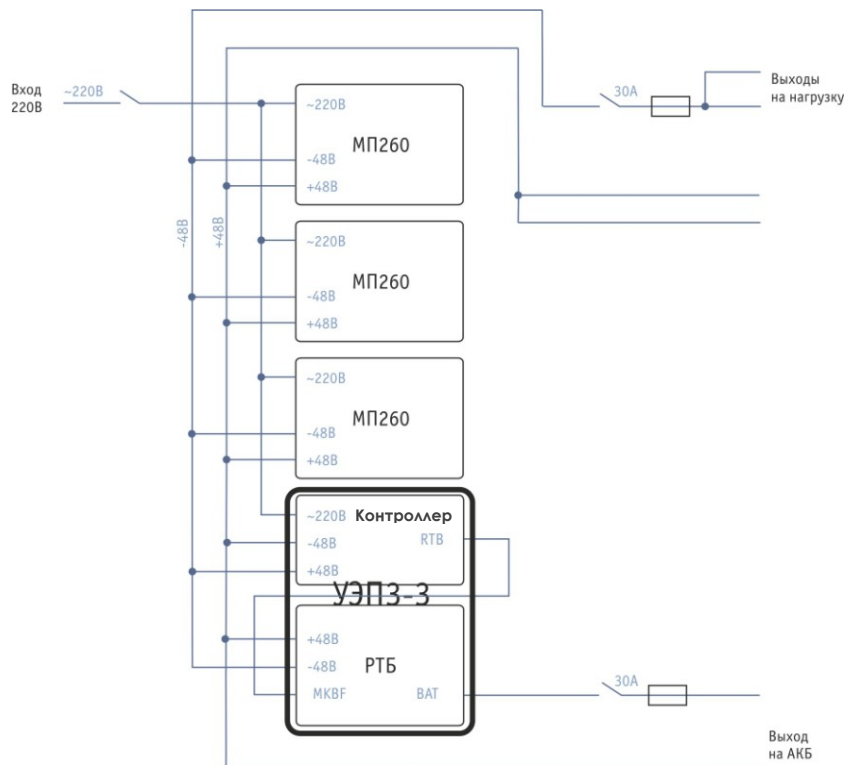 Вход
220В
~220В
30А
Выходы
на нагрузку
~220В
МП260
-48В
+48В
-48В
+48В
~220В
МП260
-48В
+48В
~220В
МП260
-48В
+48В
~220В
Контроллер
-48В
RTB
+48В
УЭПЗ-3
+48В
-48В
РТБ
MKBF
BAT
30А
Выход
на АКБ